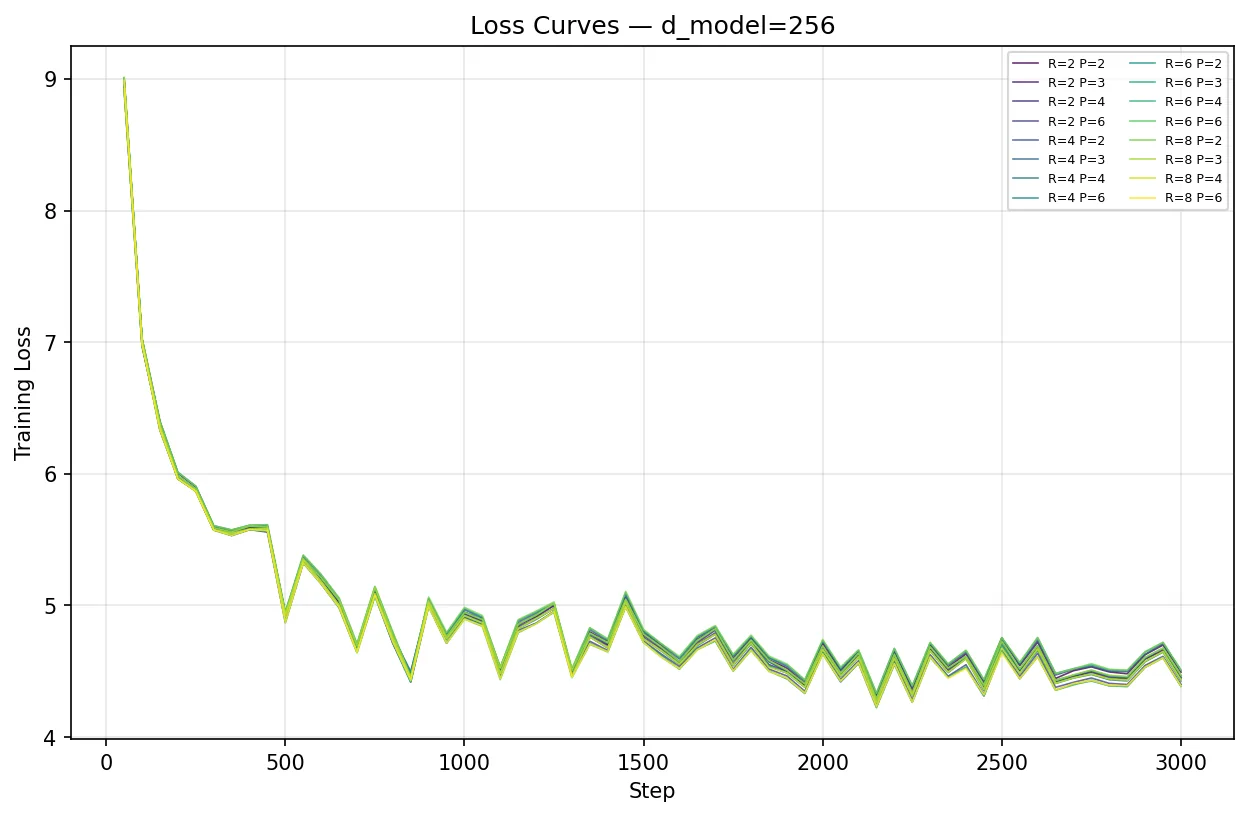 Loss Curves — d_model=256
9
8
7
6
5
4
Training Loss
R=2 P=2
R=2 P=3
R=2 P=4
R=2 P=6
R=4 P=2
R=4 P=3
R=4 P=4
R=4 P=6
R=6 P=2
R=6 P=3
R=6 P=4
R=6 P=6
R=8 P=2
R=8 P=3
R=8 P=4
R=8 P=6
0 500 1000 1500 2000 2500 3000
Step